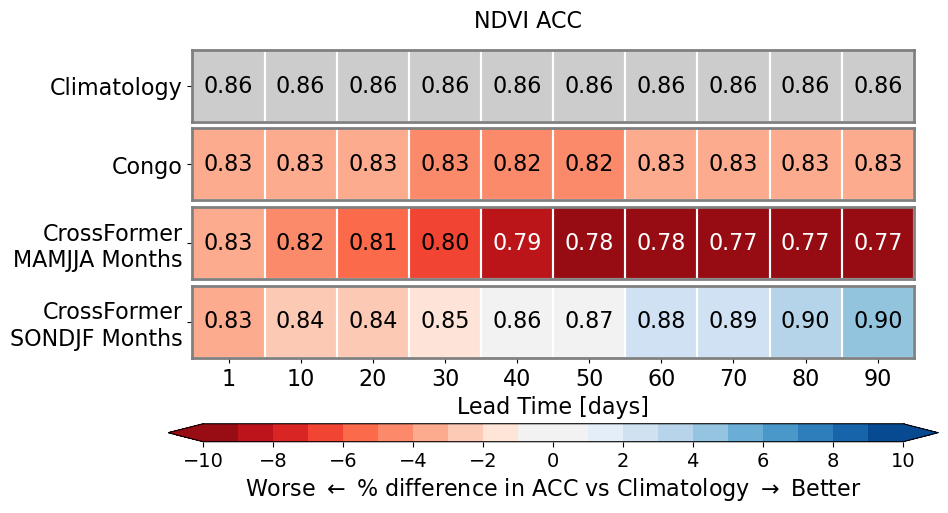 NDVI ACC
Climatology 0.86 0.86 0.86 0.86 0.86 0.86 0.86 0.86 0.86 0.86
Congo 0.83 0.83 0.83 0.83 0.82 0.82 0.83 0.83 0.83 0.83
CrossFormer
MAMJJA Months 0.83 0.82 0.81 0.80 0.79 0.78 0.78 0.77 0.77 0.77
CrossFormer
SONDJF Months 0.83 0.84 0.84 0.85 0.86 0.87 0.88 0.89 0.90 0.90
1 10 20 30 40 50 60 70 80 90
Lead Time [days]
−10 −8 −6 −4 −2 0 2 4 6 8 10
Worse ← % difference in ACC vs Climatology → Better